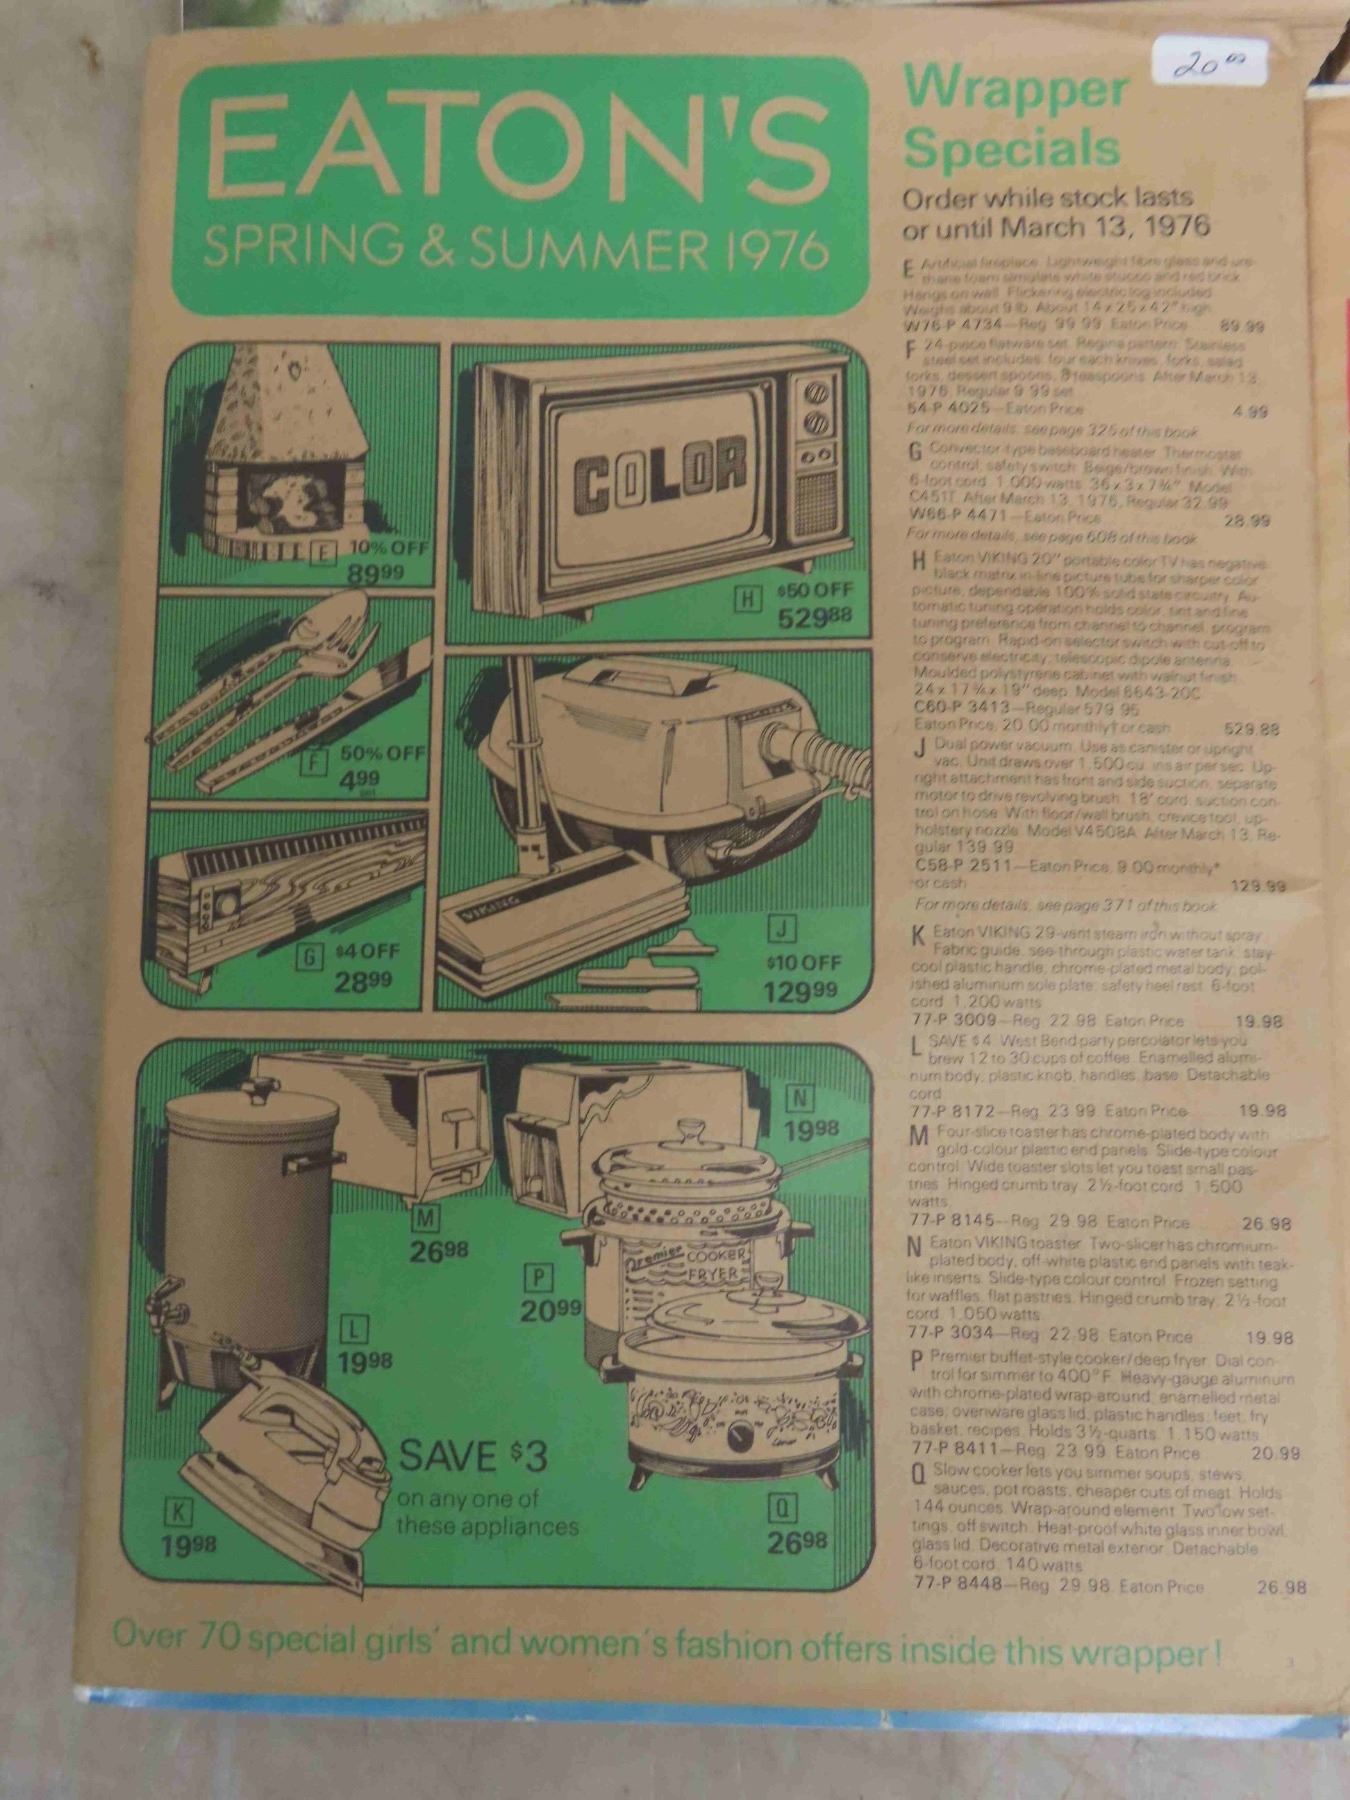 EATON'S
SPRING & SUMMER 1976
E 10% OFF
89.99
F 50% OFF
4.99
set
G $4 OFF
28.99
COLOR
H $50 OFF
529.88
VIKING
J
$10 OFF
129.99
N
19.98
M
26.98
P
20.99
Premier COOKER
FRYER
L
19.98
K
19.98
SAVE $3
on any one of
these appliances
Q
26.98
20.00
Wrapper
Specials
Order while stock lasts
or until March 13, 1976
E Artificial fireplace. Lightweight fibre glass and ure-
thane foam simulate white stucco and red brick.
Hangs on wall. Flickering electric log included.
Weighs about 9 lb. About 14 x 25 x 42" high.
W76-P 4734—Reg. 99.99. Eaton Price 89.99
F 24-piece flatware set. Regina pattern. Stainless
steel set includes: four each knives, forks, salad
forks, dessert spoons, 8 teaspoons. After March 13,
1976, Regular 9.99 set.
54-P 4025—Eaton Price 4.99
For more details, see page 325 of this book
G Convector-type baseboard heater. Thermostat
control, safety switch. Beige/brown finish. With
6-foot cord. 1,000 watts. 36 x 3 x 7¾". Model
C451T. After March 13, 1976, Regular 32.99
W66-P 4471—Eaton Price 28.99
For more details, see page 608 of this book
H Eaton VIKING 20" portable color TV has negative
black matrix in-line picture tube for sharper color
picture, dependable 100% solid state circuitry. Au-
tomatic tuning operation holds color, tint and fine
tuning preference from channel to channel, program
to program. Rapid-on selector switch with cut-off to
conserve electricity; telescopic dipole antenna.
Moulded polystyrene cabinet with walnut finish.
24 x 17¾ x 19" deep. Model 6643-20C.
C60-P 3413—Regular 579.95
Eaton Price, 20.00 monthly† or cash 529.88
J Dual power vacuum. Use as canister or upright
vac. Unit draws over 1,500 cu. ins air per sec. Up-
right attachment has front and side suction, separate
motor to drive revolving brush. 18' cord, suction con-
trol on hose. With floor/wall brush, crevice tool, up-
holstery nozzle. Model V4508A. After March 13, Re-
gular 139.99
C58-P 2511—Eaton Price, 9.00 monthly*
or cash 129.99
For more details, see page 371 of this book
K Eaton VIKING 29-vent steam iron without spray.
Fabric guide, see-through plastic water tank, stay-
cool plastic handle, chrome-plated metal body, pol-
ished aluminum sole plate; safety heel rest. 6-foot
cord. 1,200 watts
77-P 3009—Reg. 22.98. Eaton Price 19.98
L SAVE $4. West Bend party percolator lets you
brew 12 to 30 cups of coffee. Enamelled alumi-
num body; plastic knob, handles, base. Detachable
cord
77-P 8172—Reg. 23.99. Eaton Price 19.98
M Four-slice toaster has chrome-plated body with
gold-colour plastic end panels. Slide-type colour
control. Wide toaster slots let you toast small pas-
tries. Hinged crumb tray. 2½-foot cord. 1,500
watts.
77-P 8145—Reg. 29.98. Eaton Price 26.98
N Eaton VIKING toaster. Two-slicer has chromium-
plated body, off-white plastic end panels with teak-
like inserts. Slide-type colour control. Frozen setting
for waffles, flat pastries. Hinged crumb tray. 2½-foot
cord. 1,050 watts
77-P 3034—Reg. 22.98. Eaton Price 19.98
P Premier buffet-style cooker/deep fryer. Dial con-
trol for simmer to 400°F. Heavy-gauge aluminum
with chrome-plated wrap-around; enamelled metal
case; ovenware glass lid; plastic handles; feet, fry
basket, recipes. Holds 3½-quarts. 1,150 watts.
77-P 8411—Reg. 23.99. Eaton Price 20.99
Q Slow cooker lets you simmer soups, stews,
sauces, pot roasts, cheaper cuts of meat. Holds
144 ounces. Wrap-around element. Two low set-
tings, off switch. Heat-proof white glass inner bowl,
glass lid. Decorative metal exterior. Detachable
6-foot cord. 140 watts
77-P 8448—Reg. 29.98. Eaton Price 26.98
Over 70 special girls' and women's fashion offers inside this wrapper!
3